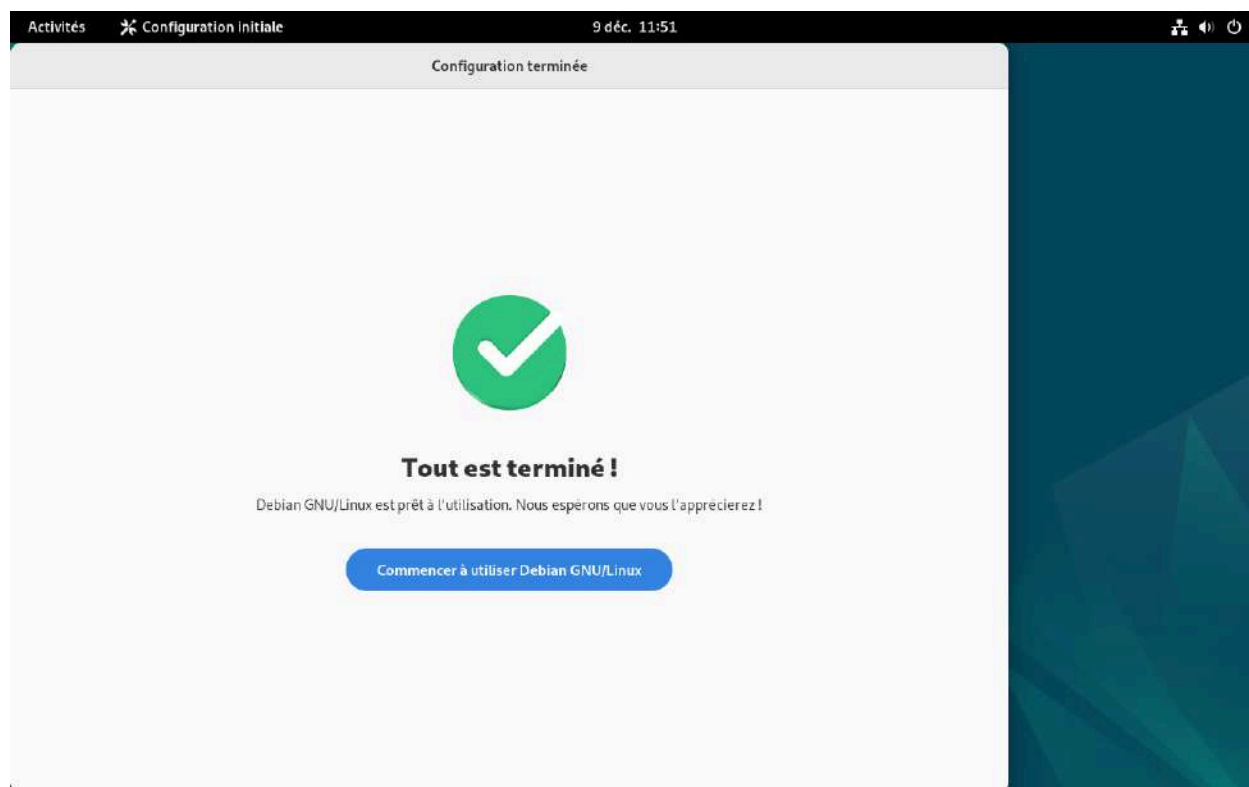 Activités Configuration initiale 9 déc. 11:51
Configuration terminée
Tout est terminé !
Debian GNU/Linux est prêt à l'utilisation. Nous espérons que vous l'apprécierez !
Commencer à utiliser Debian GNU/Linux